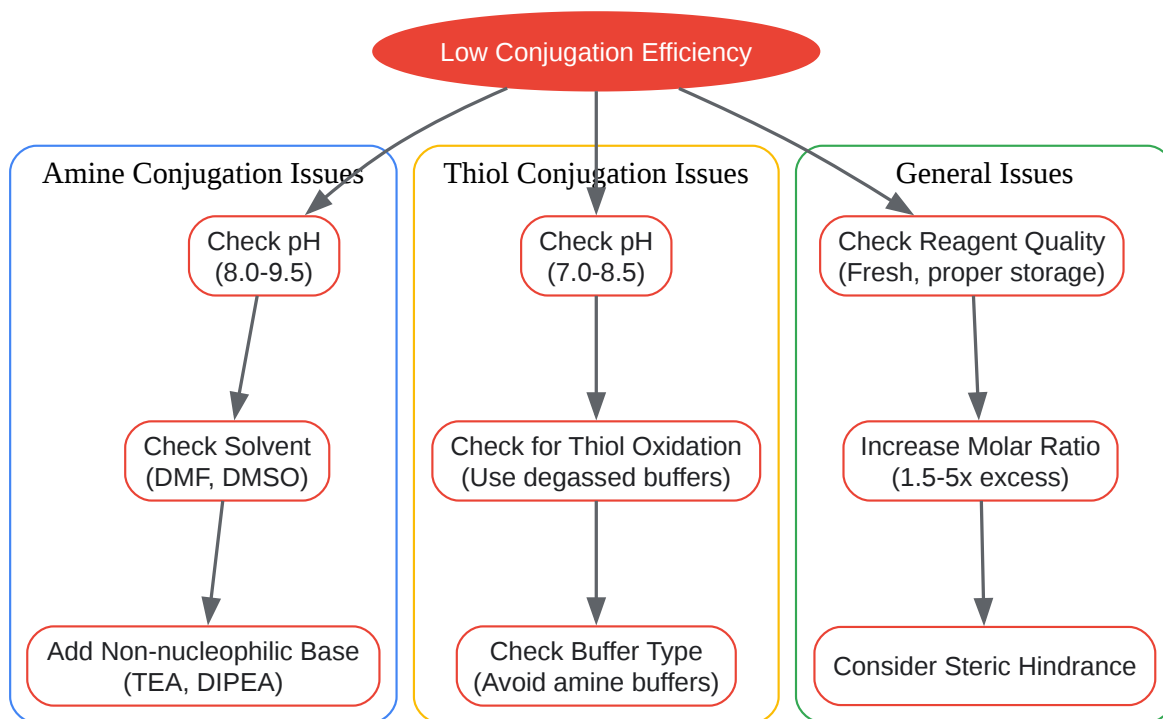 Low Conjugation Efficiency
Amine Conjugation Issues
Check pH
(8.0-9.5)
Check Solvent
(DMF, DMSO)
Add Non-nucleophilic Base
(TEA, DIPEA)
Thiol Conjugation Issues
Check pH
(7.0-8.5)
Check for Thiol Oxidation
(Use degassed buffers)
Check Buffer Type
(Avoid amine buffers)
General Issues
Check Reagent Quality
(Fresh, proper storage)
Increase Molar Ratio
(1.5-5x excess)
Consider Steric Hindrance